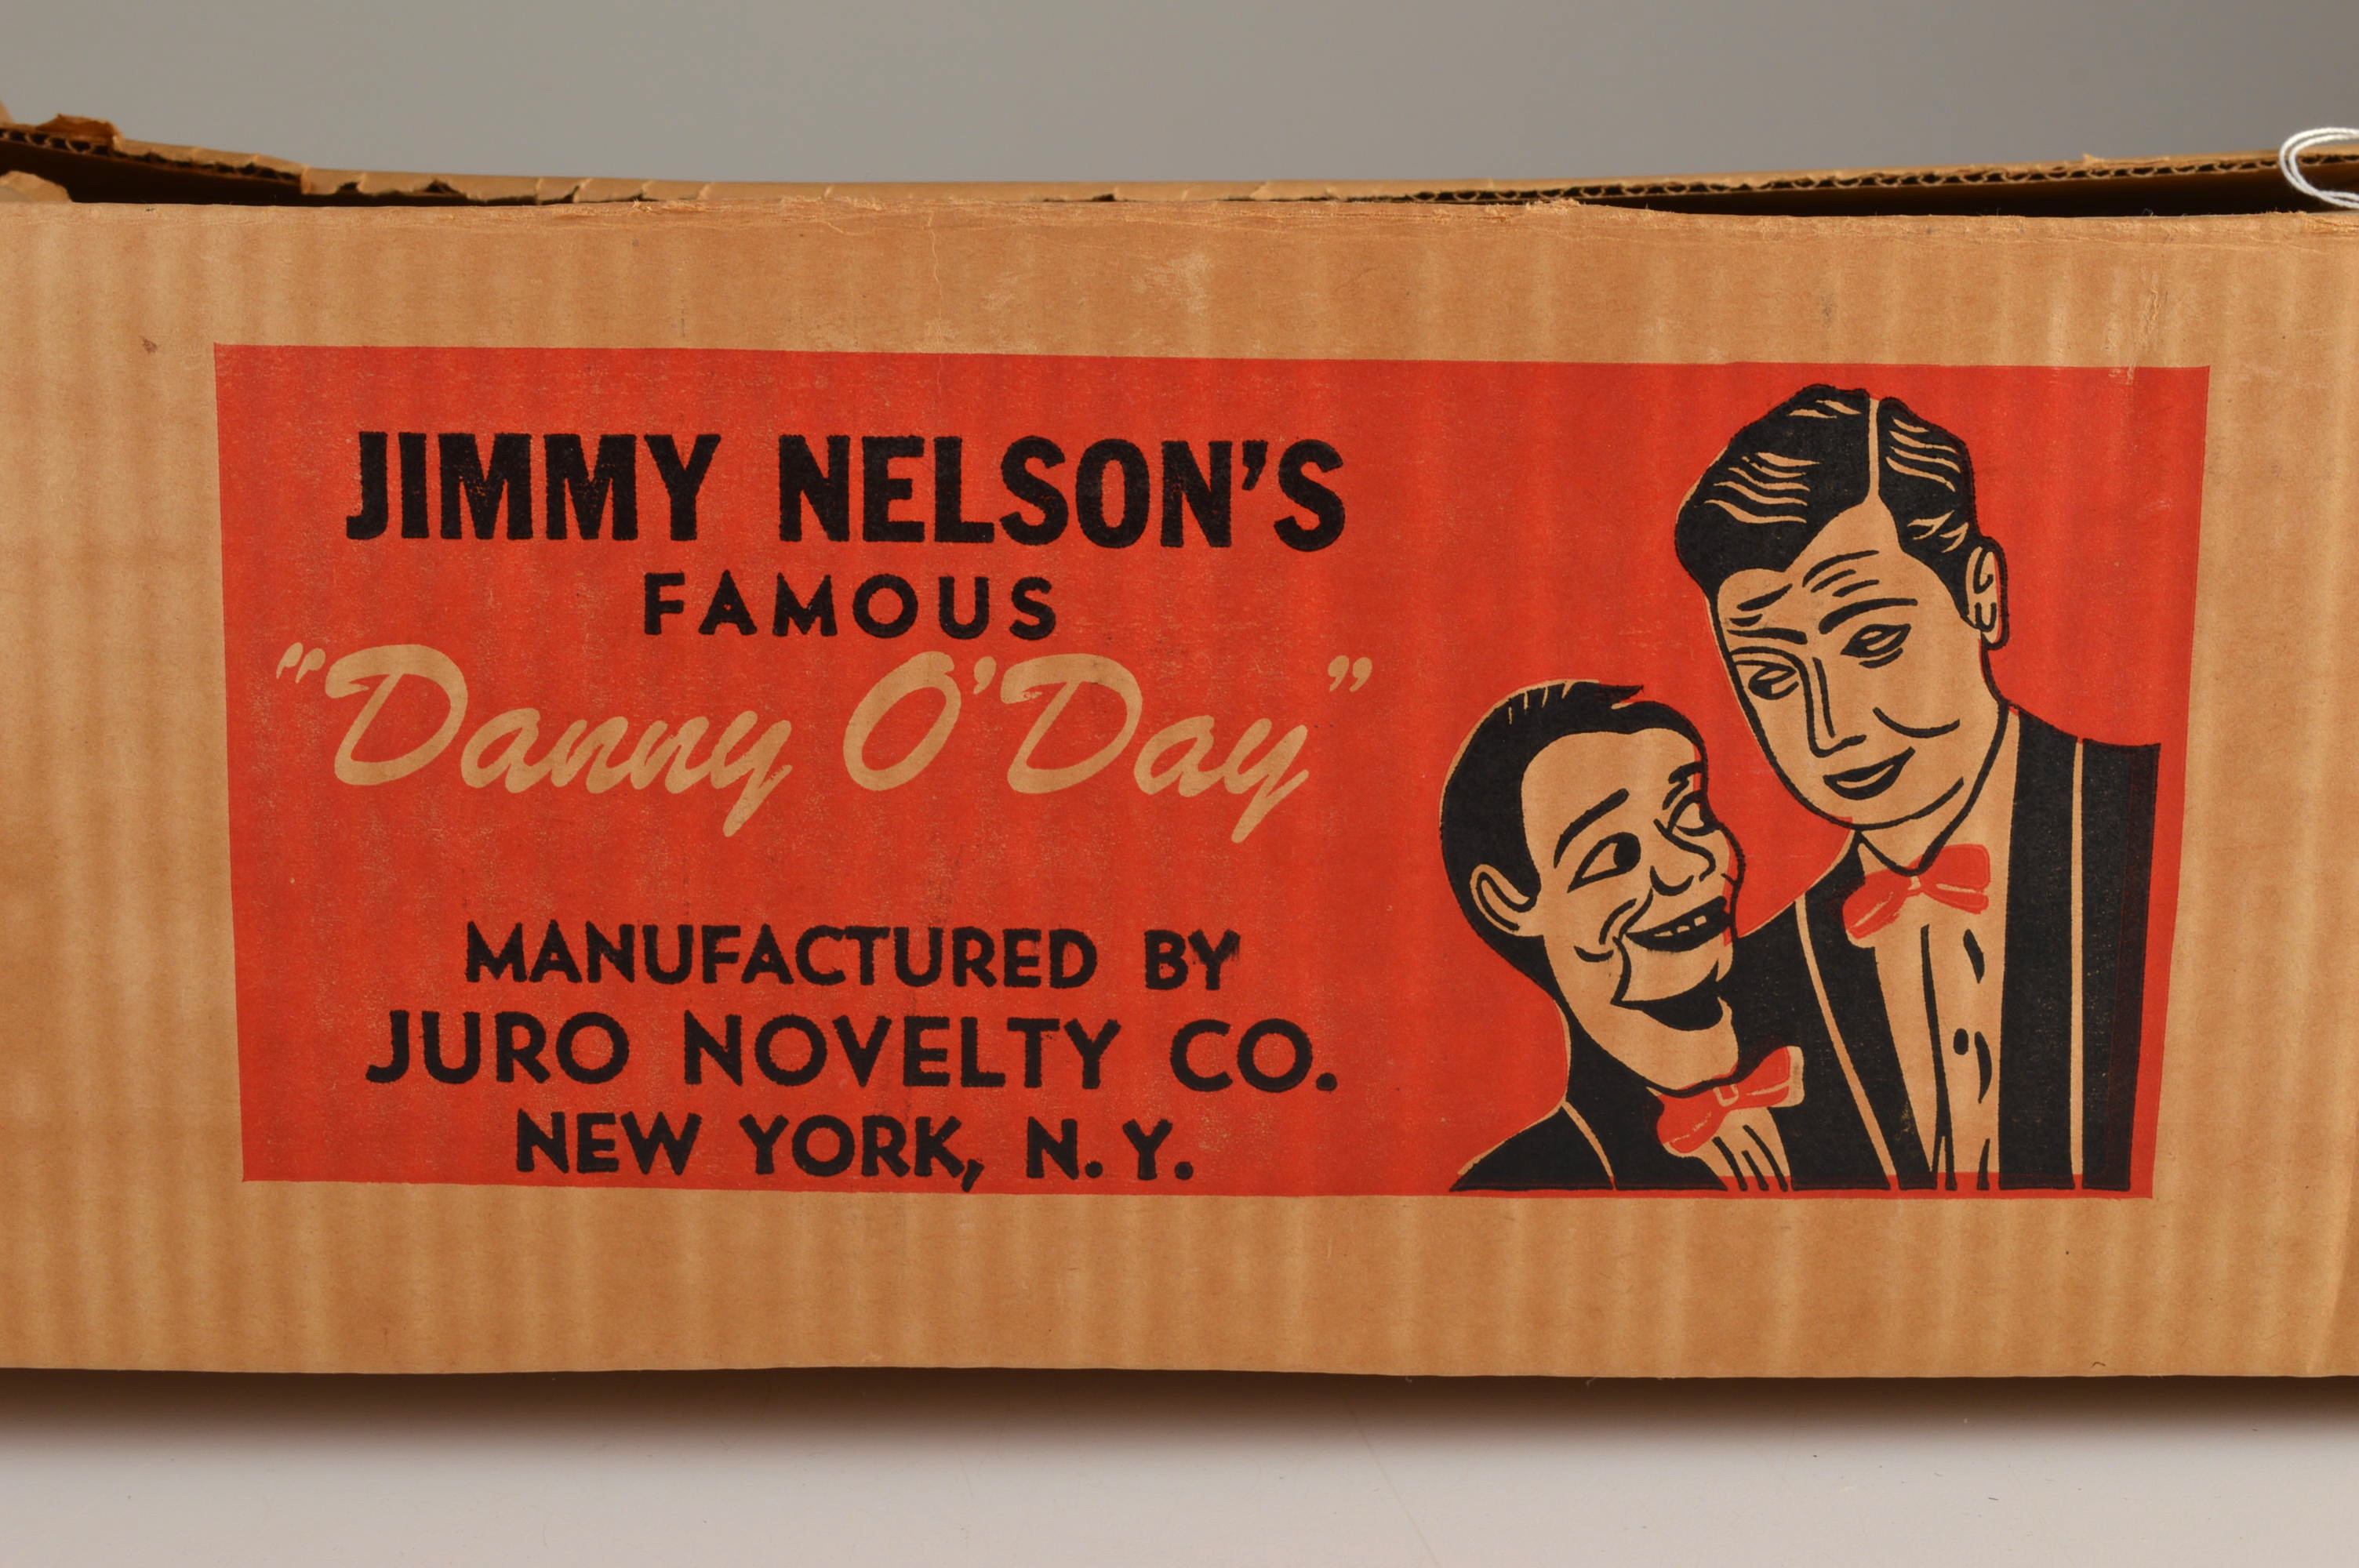 JIMMY NELSON'S
FAMOUS
"Danny O'Day"
MANUFACTURED BY
JURO NOVELTY CO.
NEW YORK, N.Y.